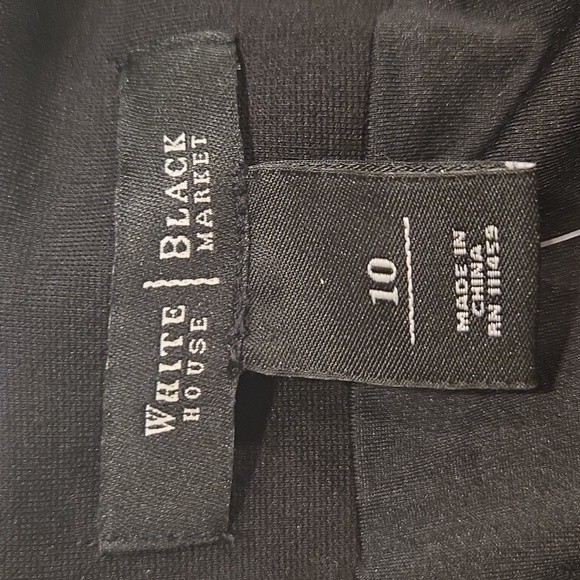 WHITE | BLACK
HOUSE MARKET
10
MADE IN
CHINA
RN 111459